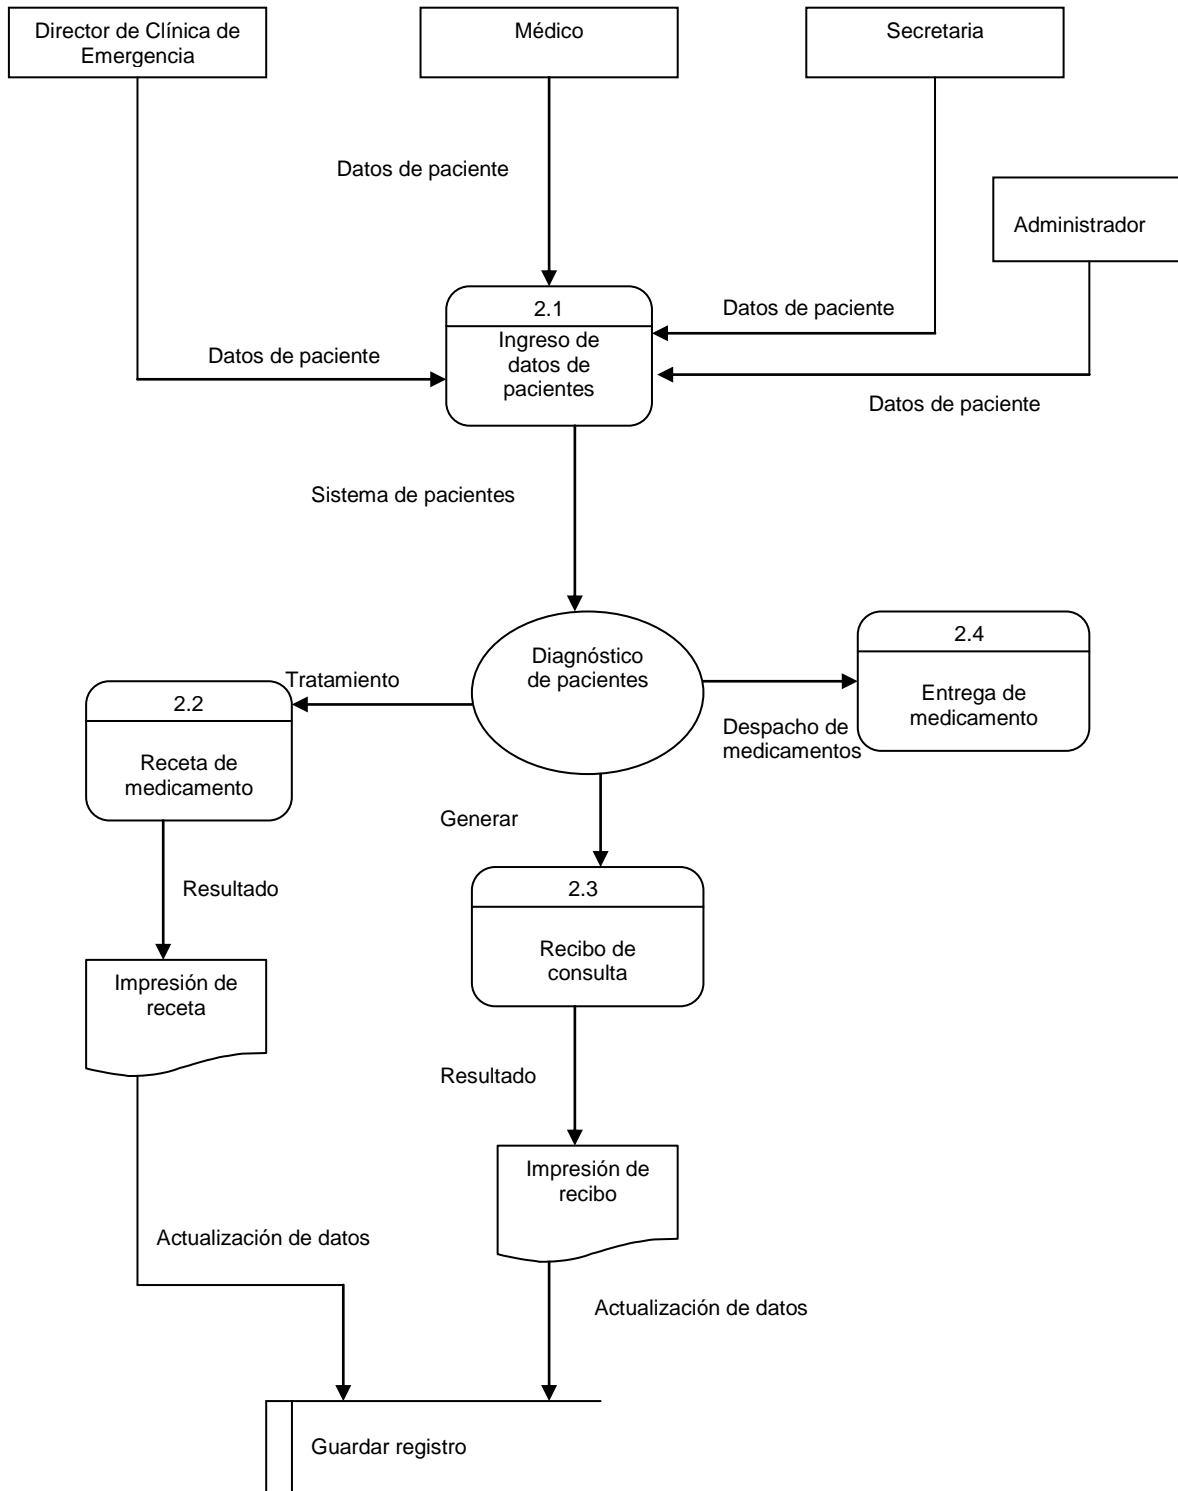 Director de Clínica de
Emergencia
Médico
Secretaria
Datos de paciente
Administrador
2.1
Ingreso de
datos de
pacientes
Datos de paciente
Datos de paciente
Datos de paciente
Sistema de pacientes
Diagnóstico
de pacientes
2.4
Entrega de
medicamento
Tratamiento
2.2
Receta de
medicamento
Despacho de
medicamentos
Generar
2.3
Recibo de
consulta
Resultado
Impresión de
receta
Resultado
Impresión de
recibo
Actualización de datos
Actualización de datos
Guardar registro